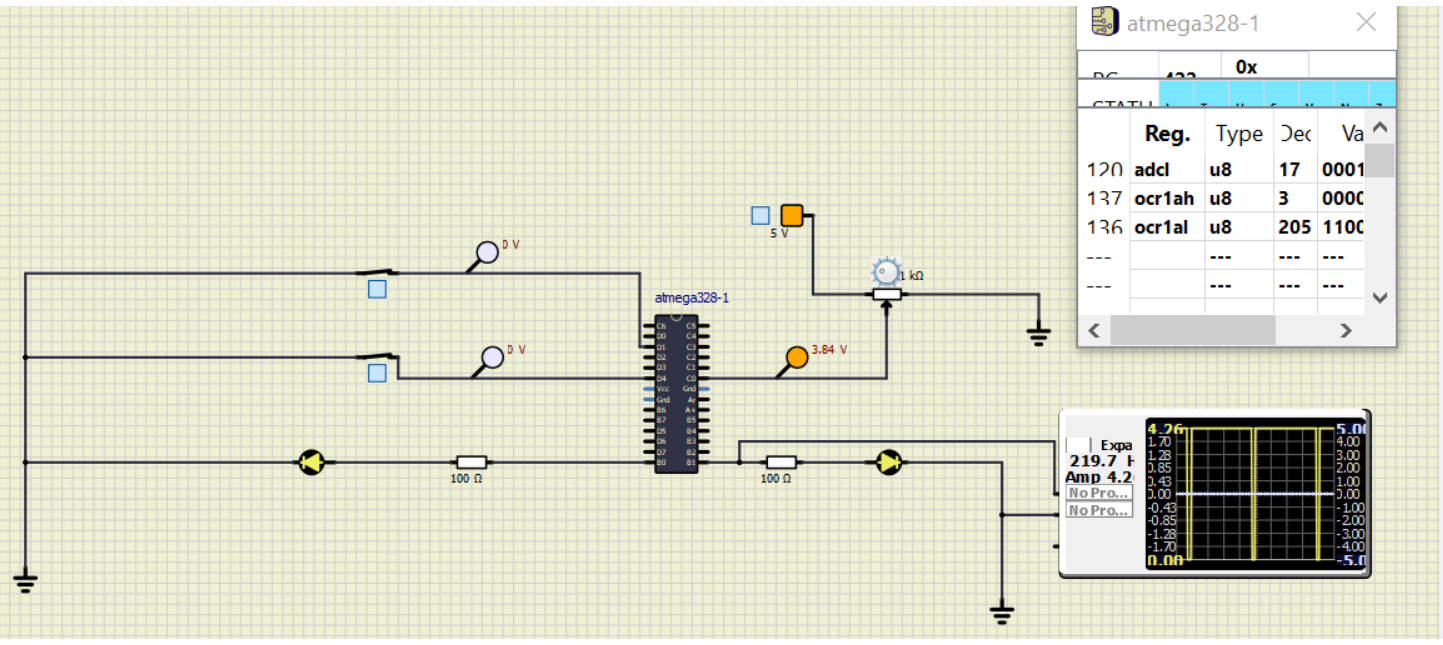 atmega328-1
0x
Reg. Type Dec Va
120 adcl u8 17 0001
137 ocr1ah u8 3 0000
136 ocr1al u8 205 1100
--- --- --- ---
--- --- --- ---
5 V
0 V
1 kΩ
atmega328-1
0 V
3.84 V
C6 C5
D0 C4
D1 C3
D2 C2
D3 C1
D4 C0
Vcc Gnd
Gnd Ar
B6 A+
B7 B5
D5 B4
D6 B3
D7 B2
B0 B1
100 Ω
100 Ω
Expa
219.7 H
Amp 4.2
No Pro...
No Pro...
4.26 5.00
1.70 4.00
1.28 3.00
0.85 2.00
0.43 1.00
0.00 0.00
-0.43 -1.00
-0.85 -2.00
-1.28 -3.00
-1.70 -4.00
0.00 -5.0